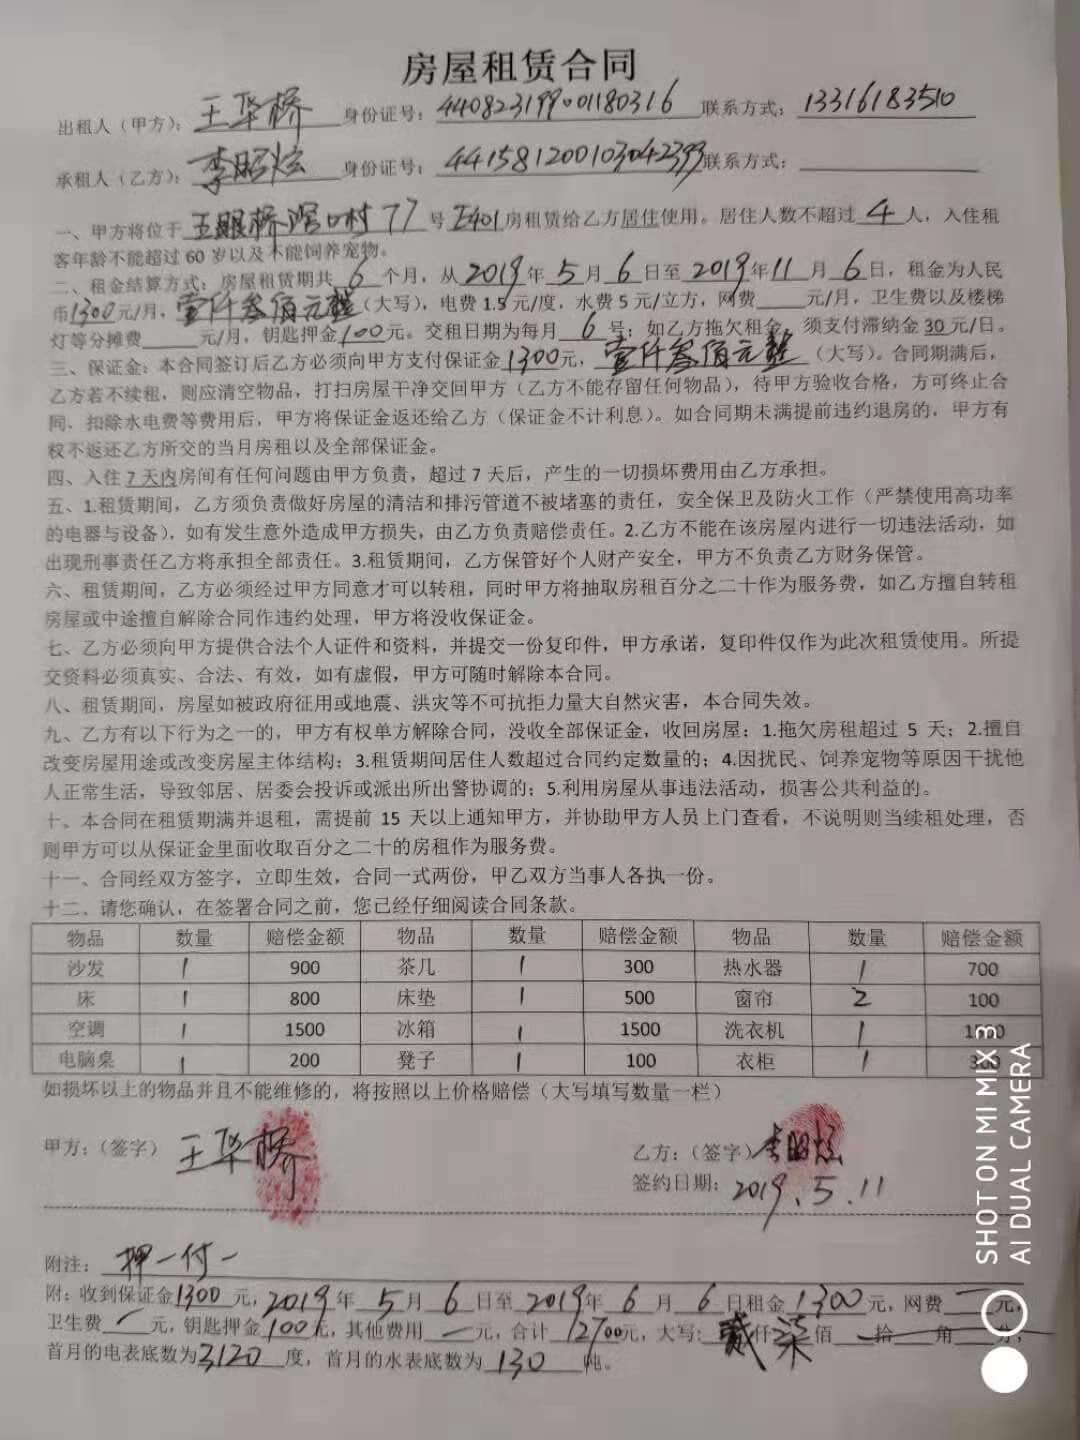 房屋租赁合同
出租人（甲方）：王华桥 身份证号：440823199001180316 联系方式：13316183510
承租人（乙方）：李昭炫 身份证号：441581200103042393 联系方式：
一、甲方将位于玉眼桥滘口村77号E401房租赁给乙方居住使用。居住人数不超过4人，入住租
客年龄不能超过60岁以及不能饲养宠物。
二、租金结算方式：房屋租赁期共6个月，从2019年5月6日至2019年11月6日，租金为人民
币1300元/月，壹仟叁佰元整（大写），电费1.5元/度，水费5元/立方，网费 元/月，卫生费以及楼梯
灯等分摊费 元/月，钥匙押金100元。交租日期为每月6号；如乙方拖欠租金，须支付滞纳金30元/日。
三、保证金：本合同签订后乙方必须向甲方支付保证金1300元，壹仟叁佰元整（大写）。合同期满后，
乙方若不续租，则应清空物品，打扫房屋干净交回甲方（乙方不能存留任何物品），待甲方验收合格，方可终止合
同、扣除水电费等费用后，甲方将保证金返还给乙方（保证金不计利息）。如合同期未满提前违约退房的，甲方有
权不返还乙方所交的当月房租以及全部保证金。
四、入住7天内房间有任何问题由甲方负责，超过7天后，产生的一切损坏费用由乙方承担。
五、1.租赁期间，乙方须负责做好房屋的清洁和排污管道不被堵塞的责任，安全保卫及防火工作（严禁使用高功率
的电器与设备），如有发生意外造成甲方损失，由乙方负责赔偿责任。2.乙方不能在该房屋内进行一切违法活动，如
出现刑事责任乙方将承担全部责任。3.租赁期间，乙方保管好个人财产安全，甲方不负责乙方财务保管。
六、租赁期间，乙方必须经过甲方同意才可以转租，同时甲方将抽取房租百分之二十作为服务费，如乙方擅自转租
房屋或中途擅自解除合同作违约处理，甲方将没收保证金。
七、乙方必须向甲方提供合法个人证件和资料，并提交一份复印件，甲方承诺，复印件仅作为此次租赁使用。所提
交资料必须真实、合法、有效，如有虚假，甲方可随时解除本合同。
八、租赁期间，房屋如被政府征用或地震、洪灾等不可抗拒力量大自然灾害，本合同失效。
九、乙方有以下行为之一的，甲方有权单方解除合同，没收全部保证金，收回房屋：1.拖欠房租超过5天；2.擅自
改变房屋用途或改变房屋主体结构；3.租赁期间居住人数超过合同约定数量的；4.因扰民、饲养宠物等原因干扰他
人正常生活，导致邻居、居委会投诉或派出所出警协调的；5.利用房屋从事违法活动，损害公共利益的。
十、本合同在租赁期满并退租，需提前15天以上通知甲方，并协助甲方人员上门查看，不说明则当续租处理，否
则甲方可以从保证金里面收取百分之二十的房租作为服务费。
十一、合同经双方签字，立即生效，合同一式两份，甲乙双方当事人各执一份。
十二、请您确认，在签署合同之前，您已经仔细阅读合同条款。
物品 数量 赔偿金额 物品 数量 赔偿金额 物品 数量 赔偿金额
沙发 1 900 茶几 1 300 热水器 1 700
床 1 800 床垫 1 500 窗帘 2 100
空调 1 1500 冰箱 1 1500 洗衣机 1
电脑桌 1 200 凳子 1 100 衣柜 1 300
如损坏以上的物品并且不能维修的，将按照以上价格赔偿（大写填写数量一栏）
甲方：（签字）王华桥 乙方：（签字）李昭炫
签约日期：2019.5.11
附注：押一付一
附：收到保证金1300元，2019年5月6日至2019年6月6日租金1300元，网费一元，
卫生费一元，钥匙押金100元，其他费用一元，合计2700元，大写：贰仟柒佰 拾 角 分；
首月的电表底数为3120度，首月的水表底数为130吨。
SHOT ON MI MIX 3
AI DUAL CAMERA